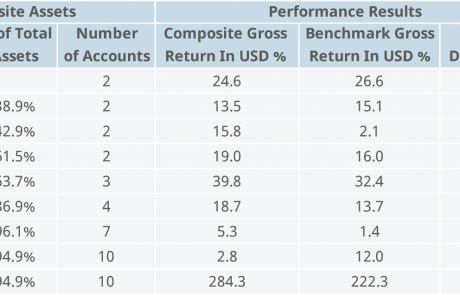 site Assets Performance Results
of Total Number Composite Gross Benchmark Gross
ssets of Accounts Return In USD % Return In USD % D
2 24.6 26.6
38.9% 2 13.5 15.1
42.9% 2 15.8 2.1
51.5% 2 19.0 16.0
53.7% 3 39.8 32.4
86.9% 4 18.7 13.7
96.1% 7 5.3 1.4
94.9% 10 2.8 12.0
94.9% 10 284.3 222.3